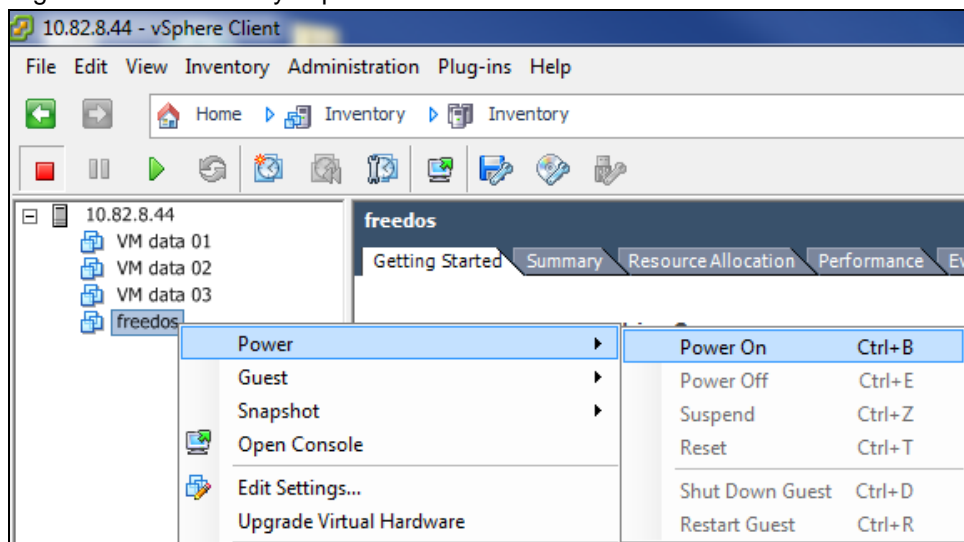 10.82.8.44 - vSphere Client
File Edit View Inventory Administration Plug-ins Help
Home Inventory Inventory
10.82.8.44
VM data 01
VM data 02
VM data 03
freedos
freedos
Getting Started Summary Resource Allocation Performance
Power
Guest
Snapshot
Open Console
Edit Settings...
Upgrade Virtual Hardware
Power On Ctrl+B
Power Off Ctrl+E
Suspend Ctrl+Z
Reset Ctrl+T
Shut Down Guest Ctrl+D
Restart Guest Ctrl+R